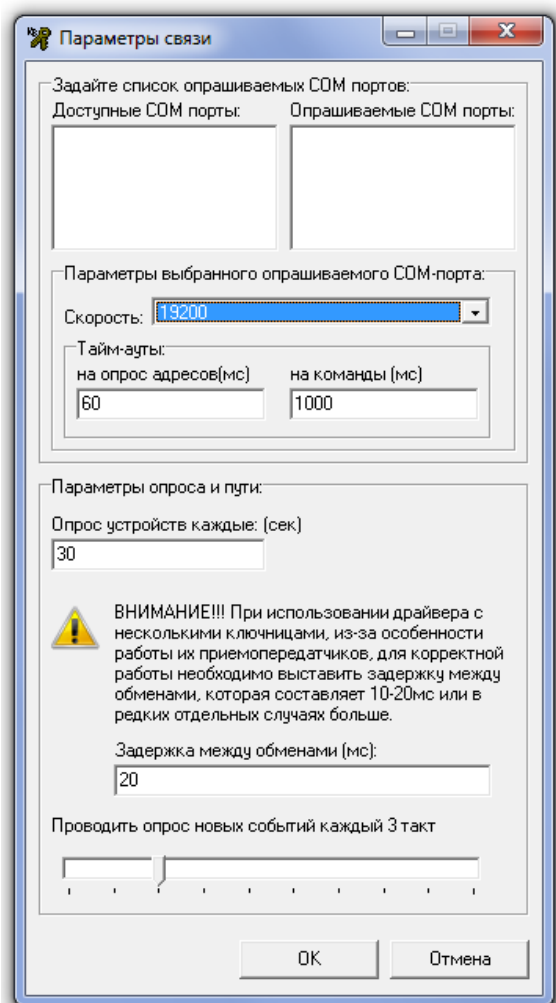 Параметры связи
Задайте список опрашиваемых COM портов:
Доступные COM порты: Опрашиваемые COM порты:
Параметры выбранного опрашиваемого COM-порта:
Скорость: 19200
Тайм-ауты:
на опрос адресов(мс) на команды (мс)
60 1000
Параметры опроса и пути:
Опрос устройств каждые: (сек)
30
ВНИМАНИЕ!!! При использовании драйвера с
несколькими ключницами, из-за особенности
работы их приемопередатчиков, для корректной
работы необходимо выставить задержку между
обменами, которая составляет 10-20мс или в
редких отдельных случаях больше.
Задержка между обменами (мс):
20
Проводить опрос новых событий каждый 3 такт
OK Отмена